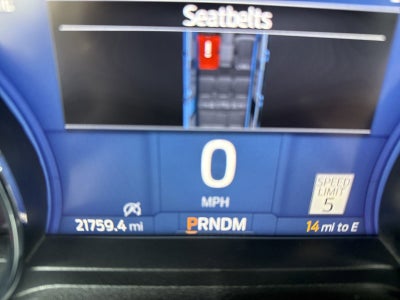 Seatbelts
0
MPH
SPEED
LIMIT
5
21759.4 mi
PRNDM
14 mi to E